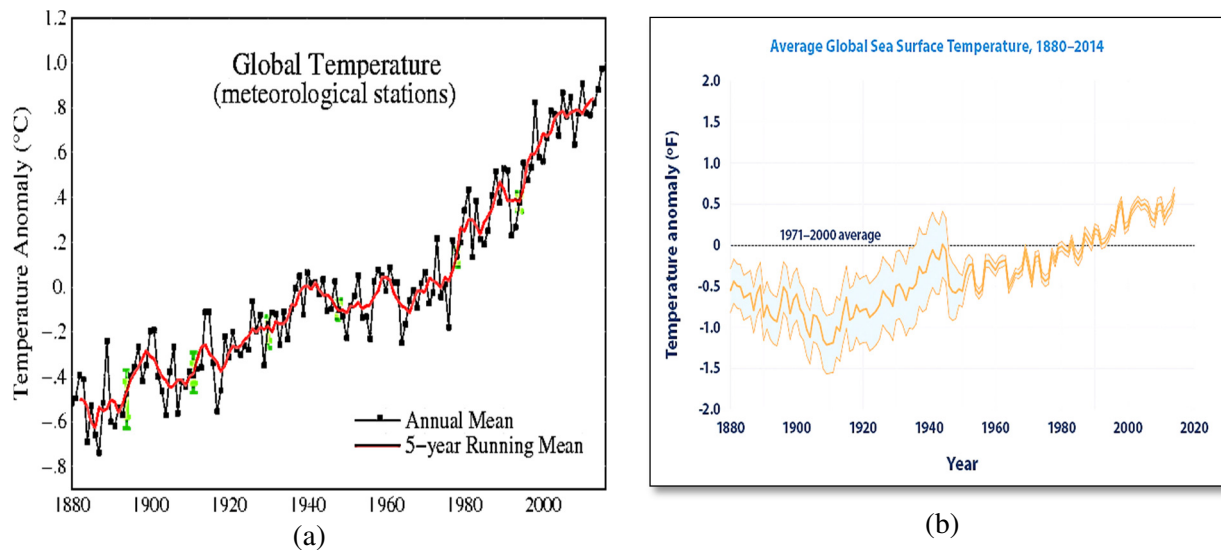 1.2
1.0
.8
.6
.4
.2
0.
-.2
-.4
-.6
-.8
Temperature Anomaly (°C)
Global Temperature
(meteorological stations)
Annual Mean
5-year Running Mean
1880 1900 1920 1940 1960 1980 2000
(a)
Average Global Sea Surface Temperature, 1880–2014
2.0
1.5
1.0
0.5
0
-0.5
-1.0
-1.5
-2.0
Temperature anomaly (ºF)
1971–2000 average
1880 1900 1920 1940 1960 1980 2000 2020
Year
(b)